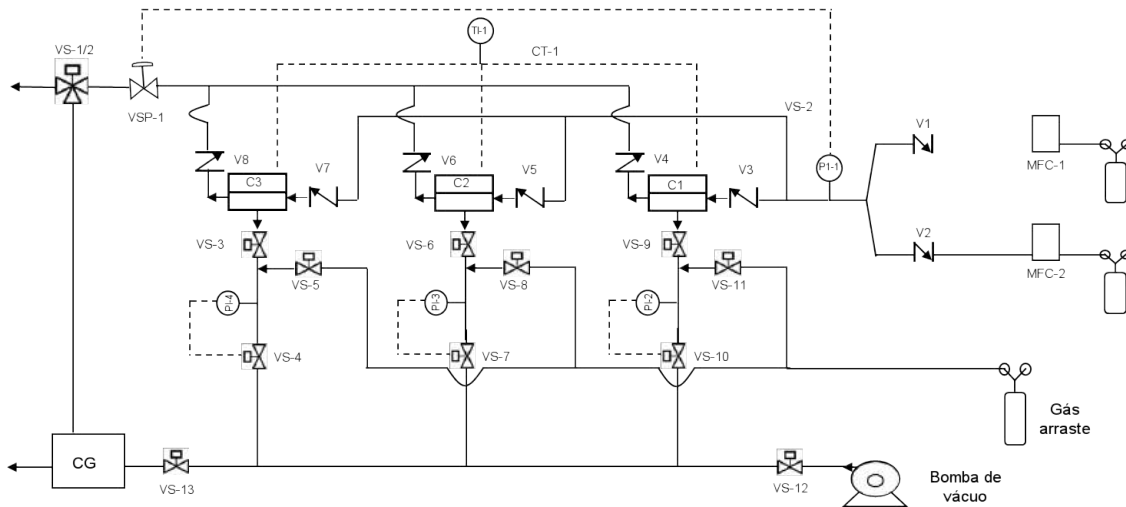 TI-1
CT-1
VS-1/2
VSP-1
VS-2
V1
MFC-1
V8
V7
V6
V5
V4
V3
P1-1
C3
C2
C1
V2
MFC-2
VS-3
VS-6
VS-9
VS-5
VS-8
VS-11
PI-4
PI-3
PI-2
VS-4
VS-7
VS-10
Gás
arraste
CG
VS-13
VS-12
Bomba de
vácuo